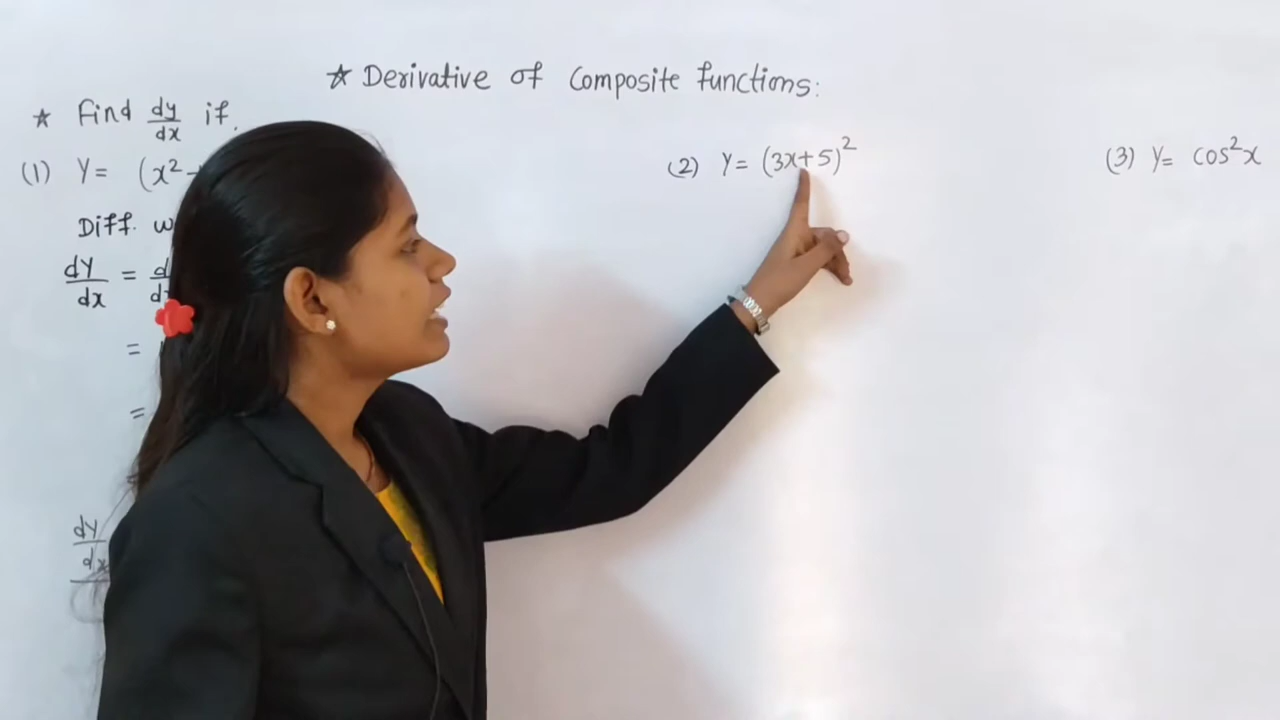 ★ Derivative of Composite functions:
★ Find dy/dx if,
(1) Y= (x²
Diff.
dy/dx = d/dx
=
=
dy/dx
(2) Y= (3x+5)²
(3) Y= cos²x